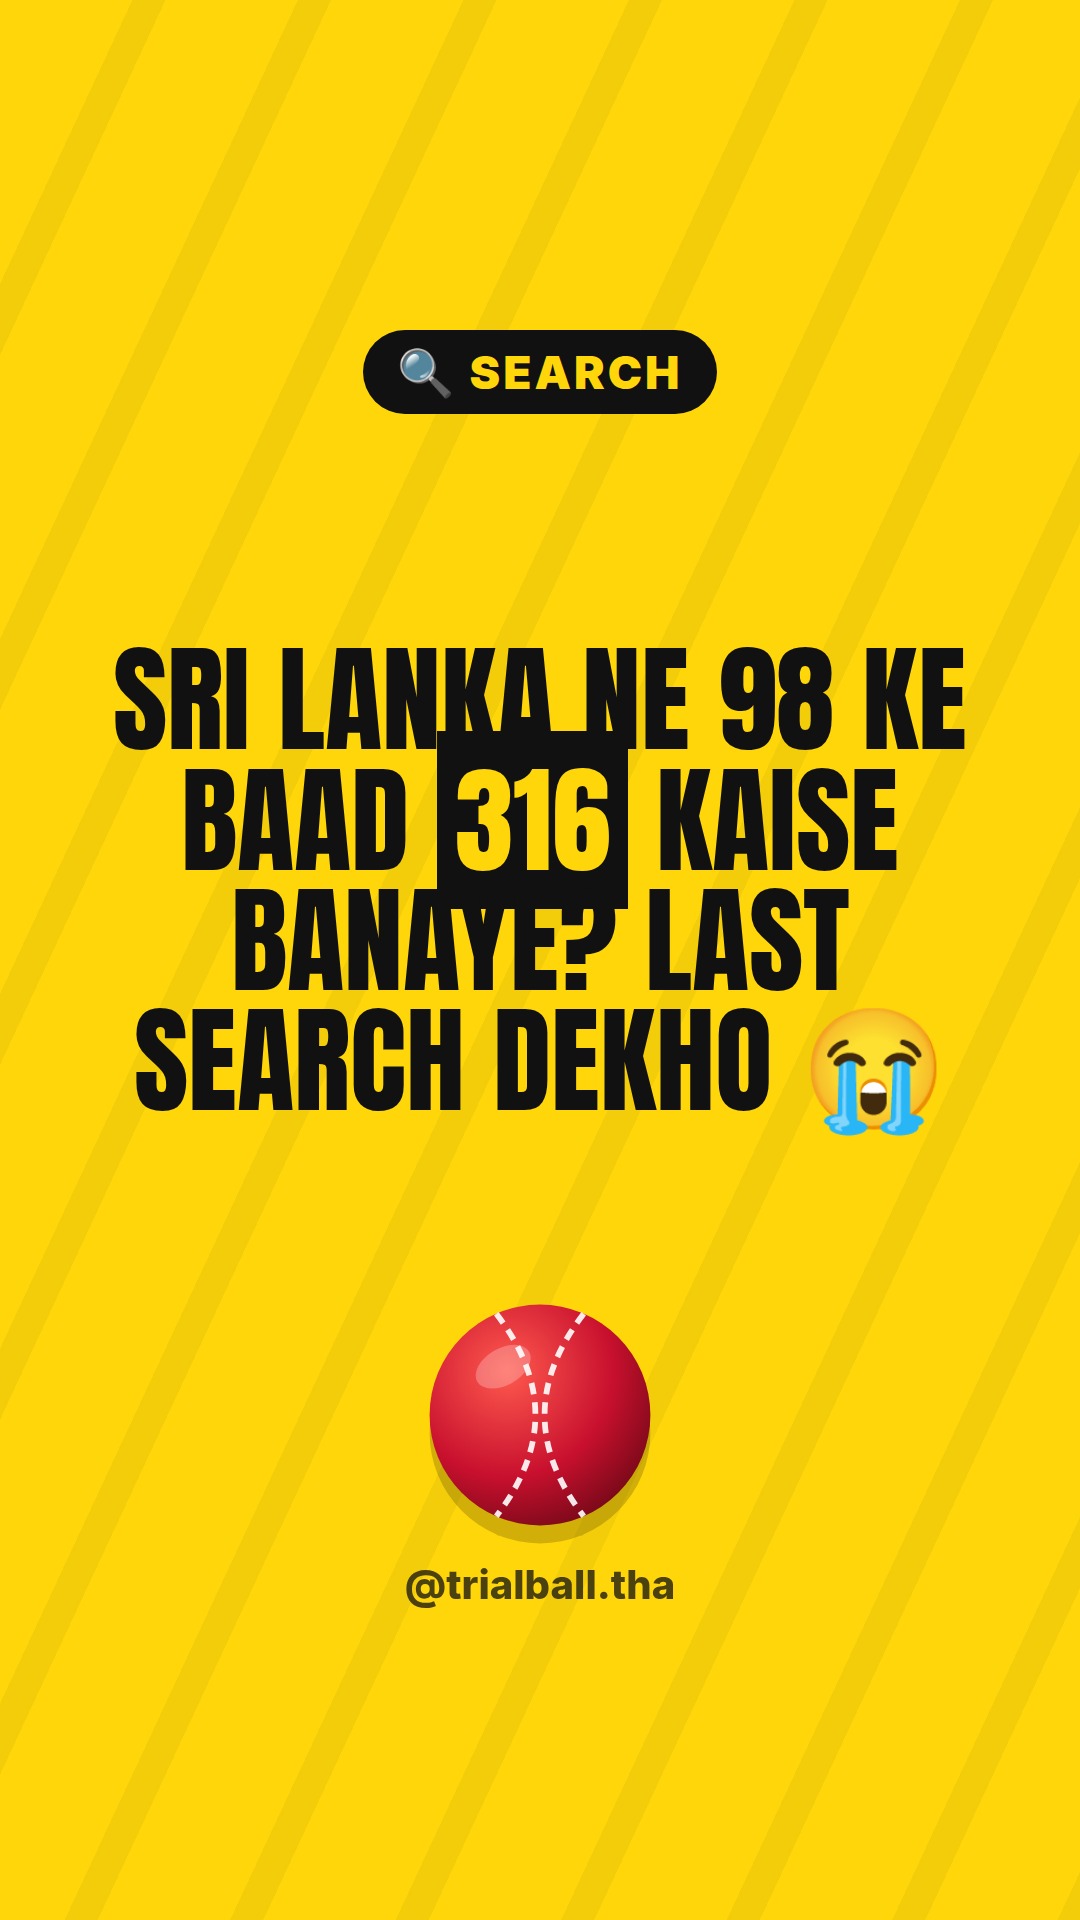 🔍 SEARCH
SRI LANKA NE 98 KE
BAAD 316 KAISE
BANAYE? LAST
SEARCH DEKHO 😭
@trialball.tha